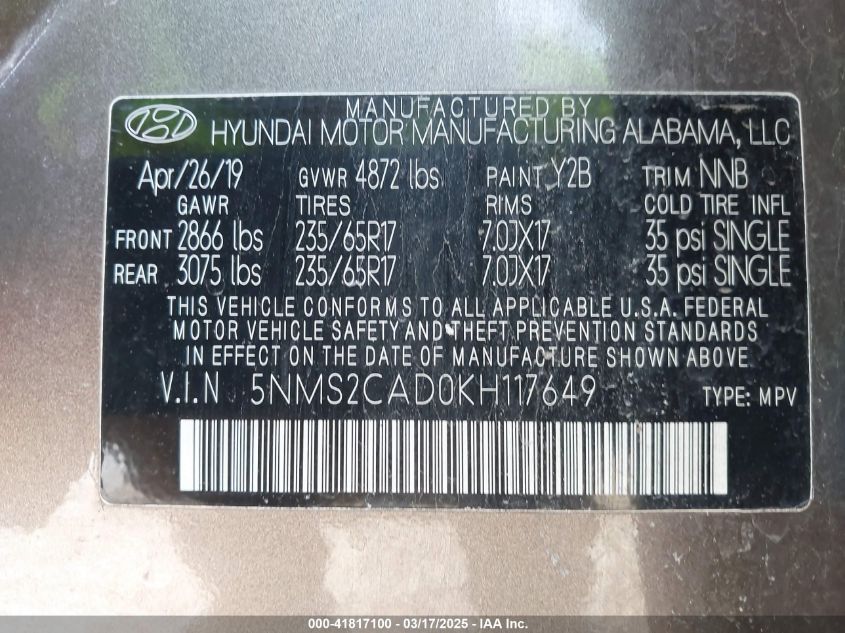 MANUFACTURED BY
HYUNDAI MOTOR MANUFACTURING ALABAMA, LLC
Apr/26/19 GVWR 4872 lbs PAINT Y2B TRIM NNB
GAWR TIRES RIMS COLD TIRE INFL
FRONT 2866 lbs 235/65R17 7.0JX17 35 psi SINGLE
REAR 3075 lbs 235/65R17 7.0JX17 35 psi SINGLE
THIS VEHICLE CONFORMS TO ALL APPLICABLE U.S.A. FEDERAL
MOTOR VEHICLE SAFETY AND THEFT PREVENTION STANDARDS
IN EFFECT ON THE DATE OF MANUFACTURE SHOWN ABOVE.
V.I.N 5NMS2CAD0KH117649 TYPE: MPV
000-41817100 - 03/17/2025 - IAA Inc.